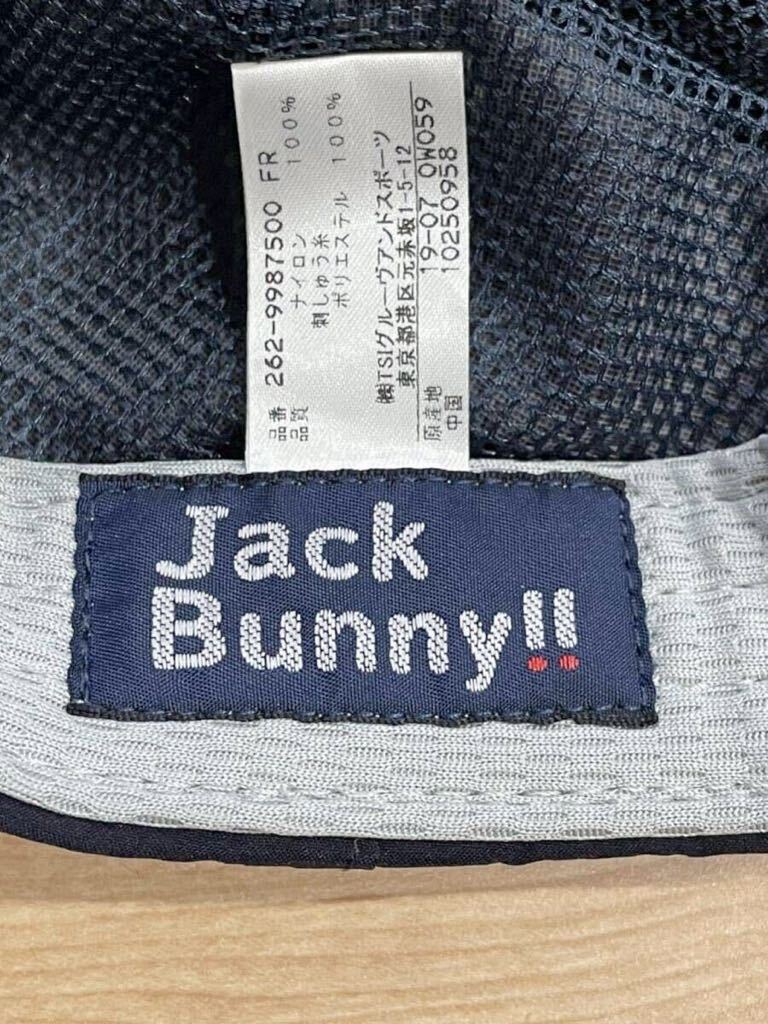 品番 262-9987500 FR
品質 ナイロン 100%
刺しゅう糸
ポリエステル 100%
㈱TSIグルーヴアンドスポーツ
東京都港区元赤坂1-5-12
原産地 19-07 0W059
中国 10250958
Jack
Bunny!!